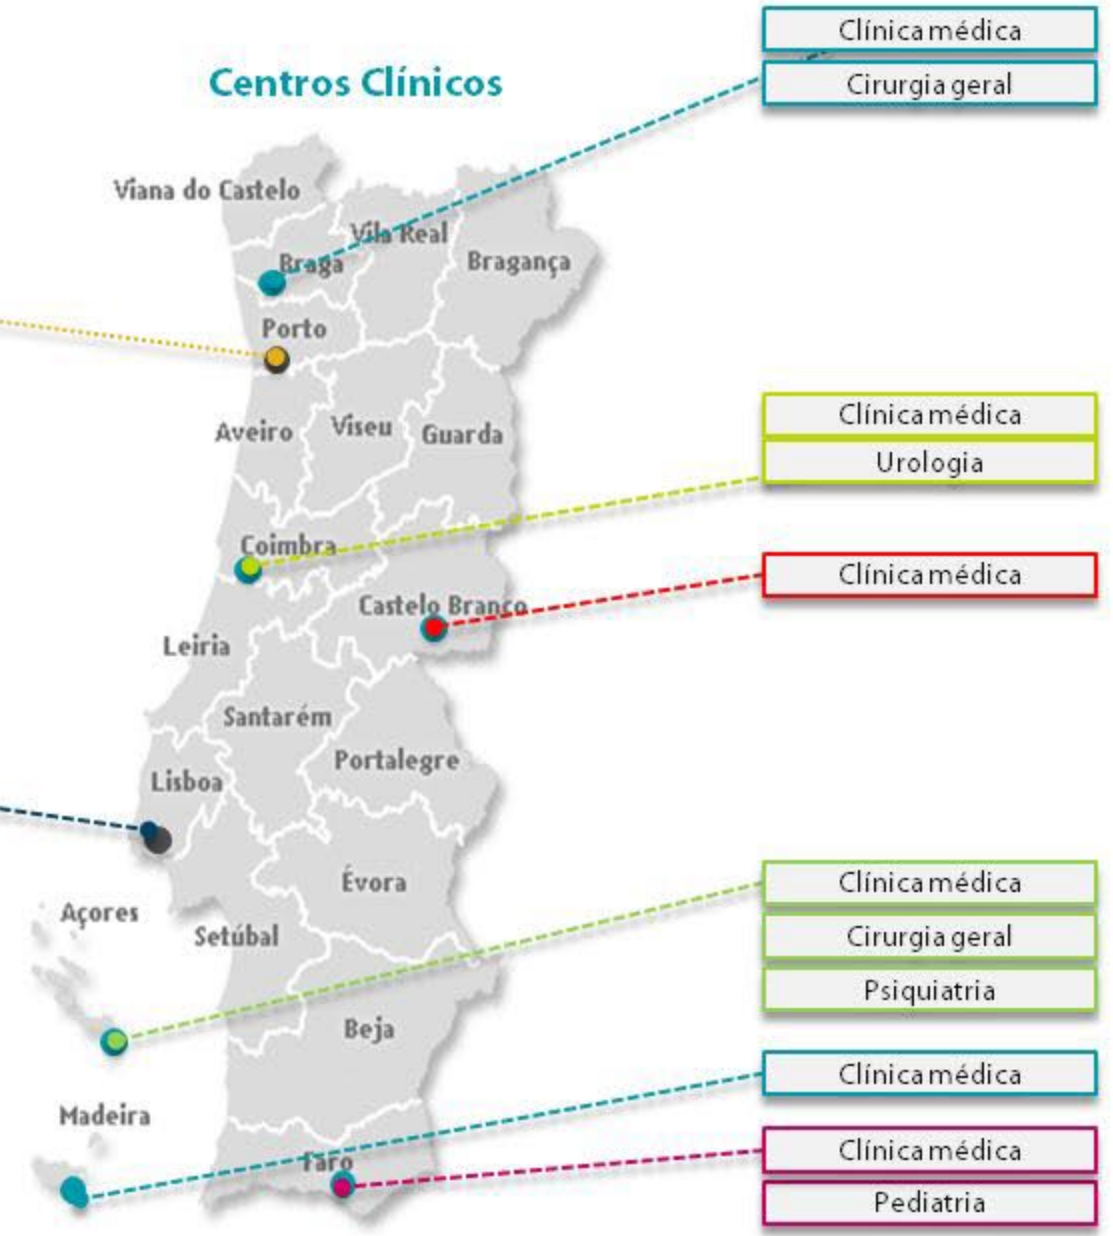 Clínica médica
Centros Clínicos
Cirurgia geral
Viana do Castelo
Vila Real
Braga
Bragança
Porto
Clínica médica
Aveiro
Viseu
Guarda
Urologia
Coimbra
Clínica médica
Castelo Branco
Leiria
Santarém
Portalegre
Lisboa
Évora
Clínica médica
Açores
Setúbal
Cirurgia geral
Psiquiatria
Beja
Clínica médica
Madeira
Faro
Clínica médica
Pediatria